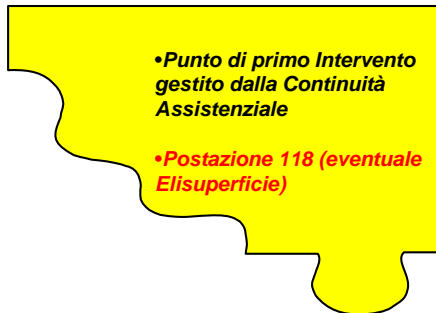 •Punto di primo Intervento
gestito dalla Continuità
Assistenziale
•Postazione 118 (eventuale
Elisuperficie)